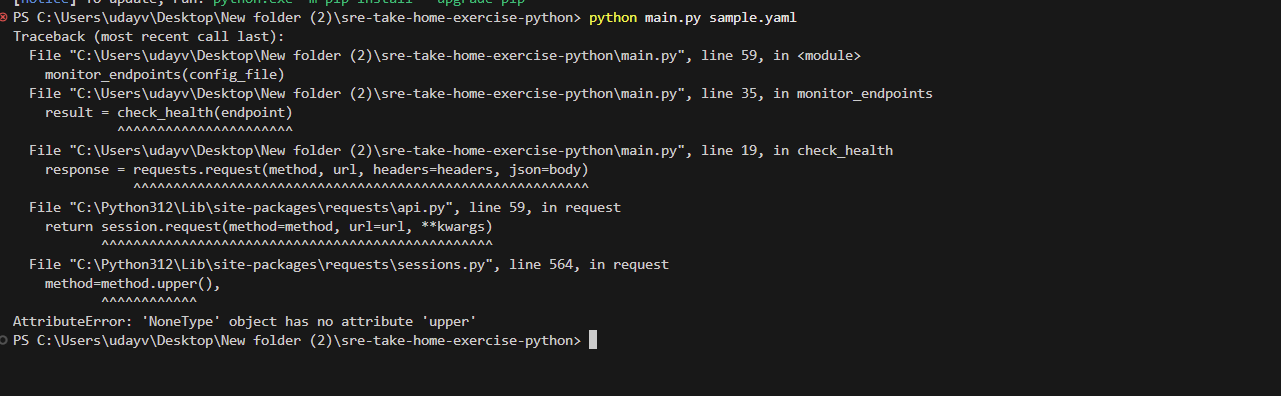 [notice] To update, run: python.exe -m pip install --upgrade pip
PS C:\Users\udayv\Desktop\New folder (2)\sre-take-home-exercise-python> python main.py sample.yaml
Traceback (most recent call last):
  File "C:\Users\udayv\Desktop\New folder (2)\sre-take-home-exercise-python\main.py", line 59, in <module>
    monitor_endpoints(config_file)
  File "C:\Users\udayv\Desktop\New folder (2)\sre-take-home-exercise-python\main.py", line 35, in monitor_endpoints
    result = check_health(endpoint)
             ^^^^^^^^^^^^^^^^^^^^^^
  File "C:\Users\udayv\Desktop\New folder (2)\sre-take-home-exercise-python\main.py", line 19, in check_health
    response = requests.request(method, url, headers=headers, json=body)
               ^^^^^^^^^^^^^^^^^^^^^^^^^^^^^^^^^^^^^^^^^^^^^^^^^^^^^^^^^
  File "C:\Python312\Lib\site-packages\requests\api.py", line 59, in request
    return session.request(method=method, url=url, **kwargs)
           ^^^^^^^^^^^^^^^^^^^^^^^^^^^^^^^^^^^^^^^^^^^^^^^^^
  File "C:\Python312\Lib\site-packages\requests\sessions.py", line 564, in request
    method=method.upper(),
           ^^^^^^^^^^^^
AttributeError: 'NoneType' object has no attribute 'upper'
PS C:\Users\udayv\Desktop\New folder (2)\sre-take-home-exercise-python>